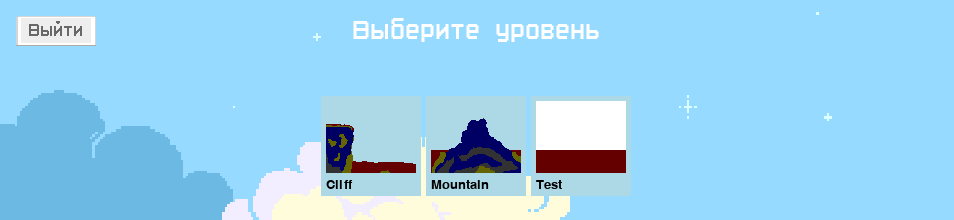 Выйти
Выберите уровень
Cliff
Mountain
Test